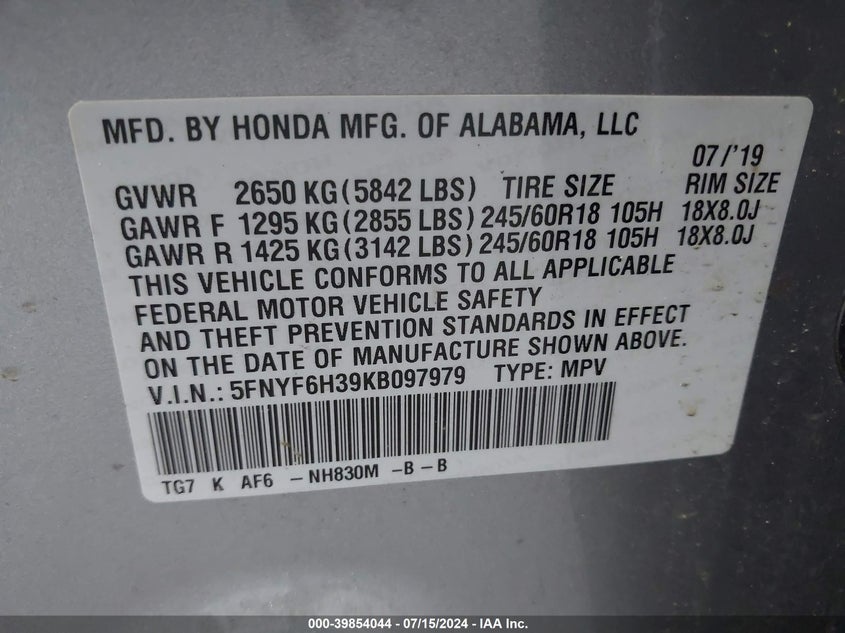 MFD. BY HONDA MFG. OF ALABAMA, LLC
07/'19
GVWR 2650 KG (5842 LBS) TIRE SIZE RIM SIZE
GAWR F 1295 KG (2855 LBS) 245/60R18 105H 18X8.0J
GAWR R 1425 KG (3142 LBS) 245/60R18 105H 18X8.0J
THIS VEHICLE CONFORMS TO ALL APPLICABLE
FEDERAL MOTOR VEHICLE SAFETY
AND THEFT PREVENTION STANDARDS IN EFFECT
ON THE DATE OF MANUFACTURE SHOWN ABOVE.
V.I.N.: 5FNYF6H39KB097979 TYPE: MPV
TG7 K AF6 -NH830M -B-B
000-39854044 - 07/15/2024 - IAA Inc.